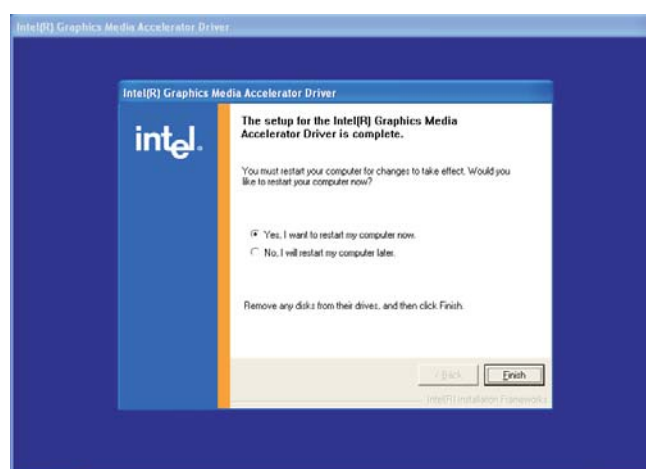 Intel(R) Graphics Media Accelerator Driver
Intel(R) Graphics Media Accelerator Driver
intel.
The setup for the Intel(R) Graphics Media
Accelerator Driver is complete.
You must restart your computer for changes to take effect. Would you
like to restart your computer now?
Yes, I want to restart my computer now.
No, I will restart my computer later.
Remove any disks from their drives, and then click Finish.
< Back
Finish
Intel(R) Installation Frameworks